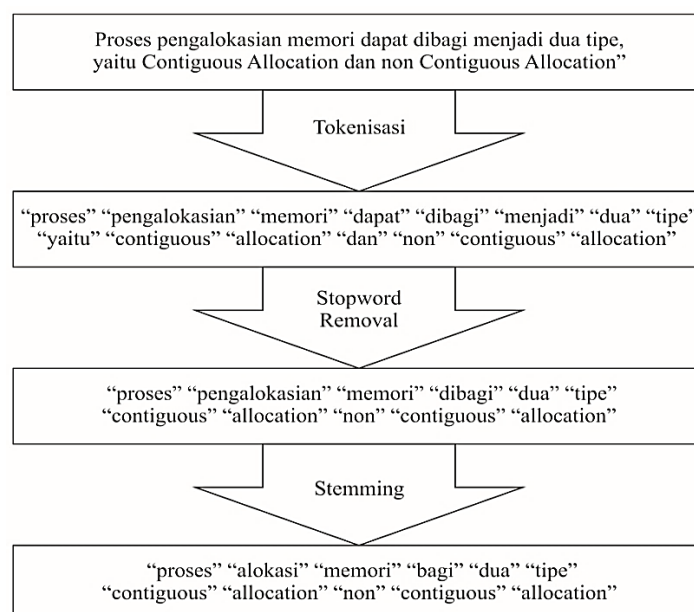 Proses pengalokasian memori dapat dibagi menjadi dua tipe,
yaitu Contiguous Allocation dan non Contiguous Allocation”
Tokenisasi
“proses” “pengalokasian” “memori” “dapat” “dibagi” “menjadi” “dua” “tipe”
“yaitu” “contiguous” “allocation” “dan” “non” “contiguous” “allocation”
Stopword
Removal
“proses” “pengalokasian” “memori” “dibagi” “dua” “tipe”
“contiguous” “allocation” “non” “contiguous” “allocation”
Stemming
“proses” “alokasi” “memori” “bagi” “dua” “tipe”
“contiguous” “allocation” “non” “contiguous” “allocation”